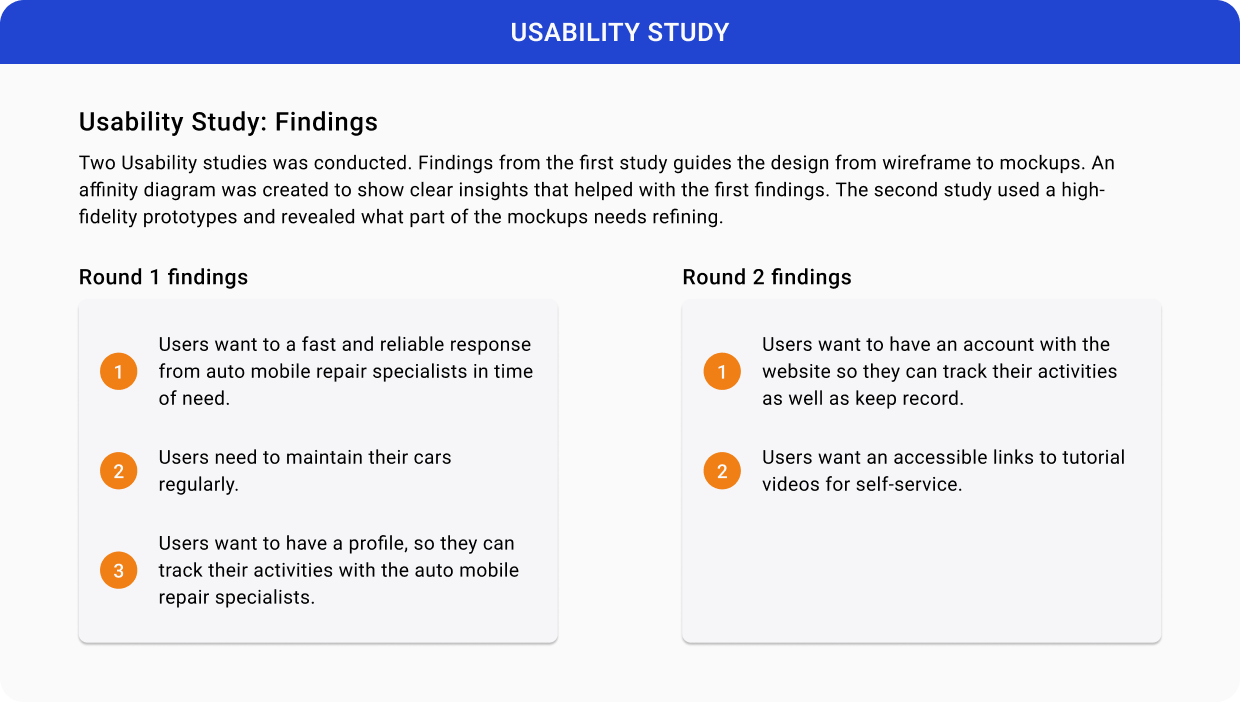 USABILITY STUDY
Usability Study: Findings
Two Usability studies was conducted. Findings from the first study guides the design from wireframe to mockups. An
affinity diagram was created to show clear insights that helped with the first findings. The second study used a high-
fidelity prototypes and revealed what part of the mockups needs refining.
Round 1 findings
1
Users want to a fast and reliable response
from auto mobile repair specialists in time
of need.
2
Users need to maintain their cars
regularly.
3
Users want to have a profile, so they can
track their activities with the auto mobile
repair specialists.
Round 2 findings
1
Users want to have an account with the
website so they can track their activities
as well as keep record.
2
Users want an accessible links to tutorial
videos for self-service.